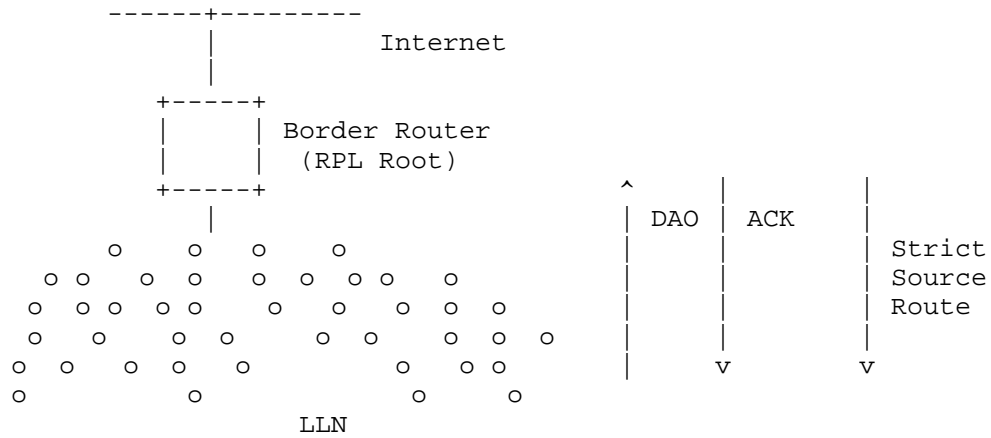 ------+---------
| Internet
|
+-----+
| | Border Router
| | (RPL Root)
+-----+ ^ | |
| | DAO | ACK |
o o o o | | | Strict
o o o o o o o o o | | | Source
o o o o o o o o o o | | | Route
o o o o o o o o o | | |
o o o o o o o o | v v
o o o o
LLN